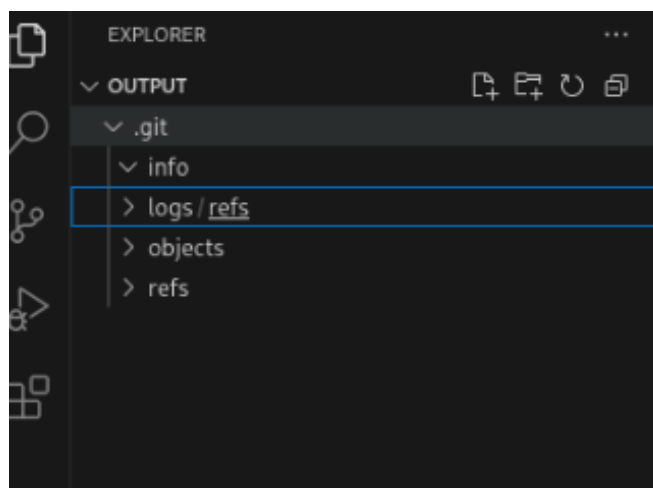 EXPLORER
OUTPUT
.git
info
logs/refs
objects
refs